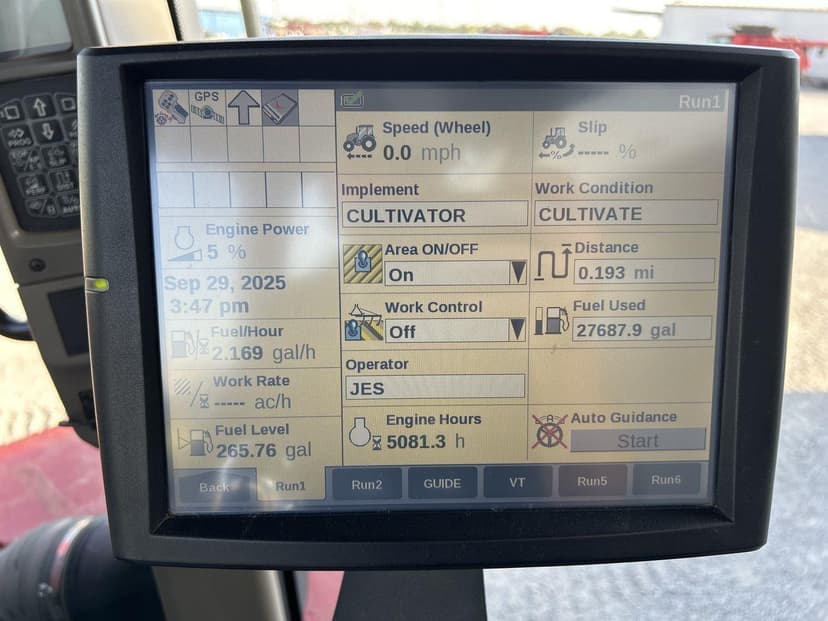 GPS
Run1
Speed (Wheel)
0.0 mph
Slip
----- %
Implement
CULTIVATOR
Work Condition
CULTIVATE
Engine Power
5 %
Area ON/OFF
On
Distance
0.193 mi
Sep 29, 2025
3:47 pm
Work Control
Off
Fuel Used
27687.9 gal
Fuel/Hour
2.169 gal/h
Operator
JES
Work Rate
----- ac/h
Engine Hours
5081.3 h
Auto Guidance
Start
Fuel Level
265.76 gal
Back
Run1
Run2
GUIDE
VT
Run5
Run6
PROG